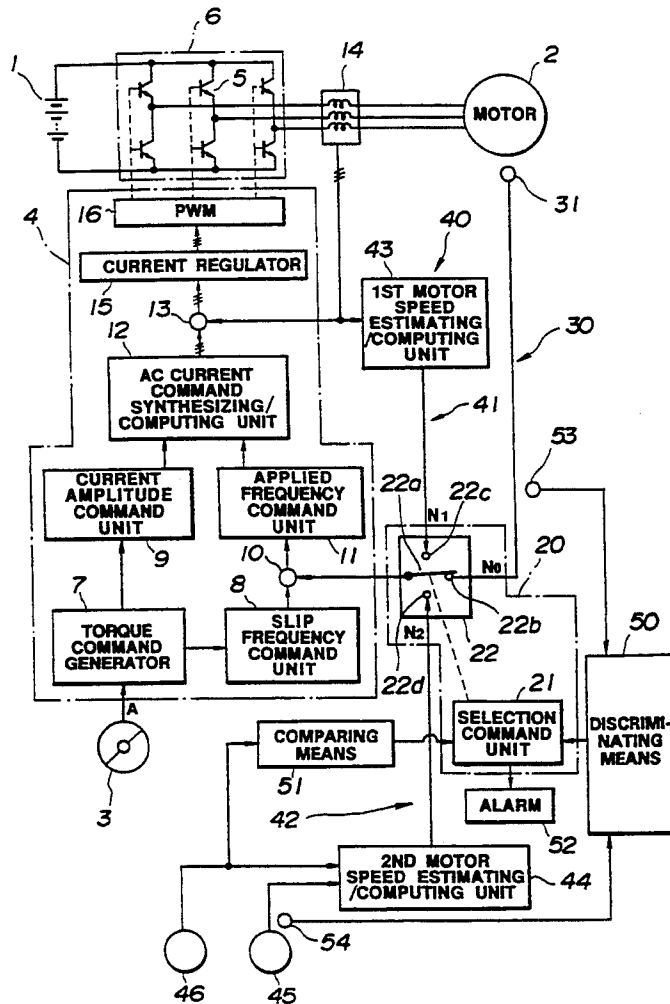 6
1
5
14
2
MOTOR
31
4
16
PWM
CURRENT REGULATOR
15
13
40
43
1ST MOTOR
SPEED
ESTIMATING
/COMPUTING
UNIT
30
12
AC CURRENT
COMMAND
SYNTHESIZING/
COMPUTING UNIT
41
53
CURRENT
AMPLITUDE
COMMAND
UNIT
9
APPLIED
FREQUENCY
COMMAND
UNIT
11
22a
N1
22c
20
10
N0
22b
7
TORQUE
COMMAND
GENERATOR
8
SLIP
FREQUENCY
COMMAND
UNIT
N2
22d
22
50
DISCRIMI-
NATING
MEANS
A
3
21
SELECTION
COMMAND
UNIT
COMPARING
MEANS
51
ALARM
52
42
2ND MOTOR
SPEED ESTIMATING
/COMPUTING UNIT
44
54
46
45